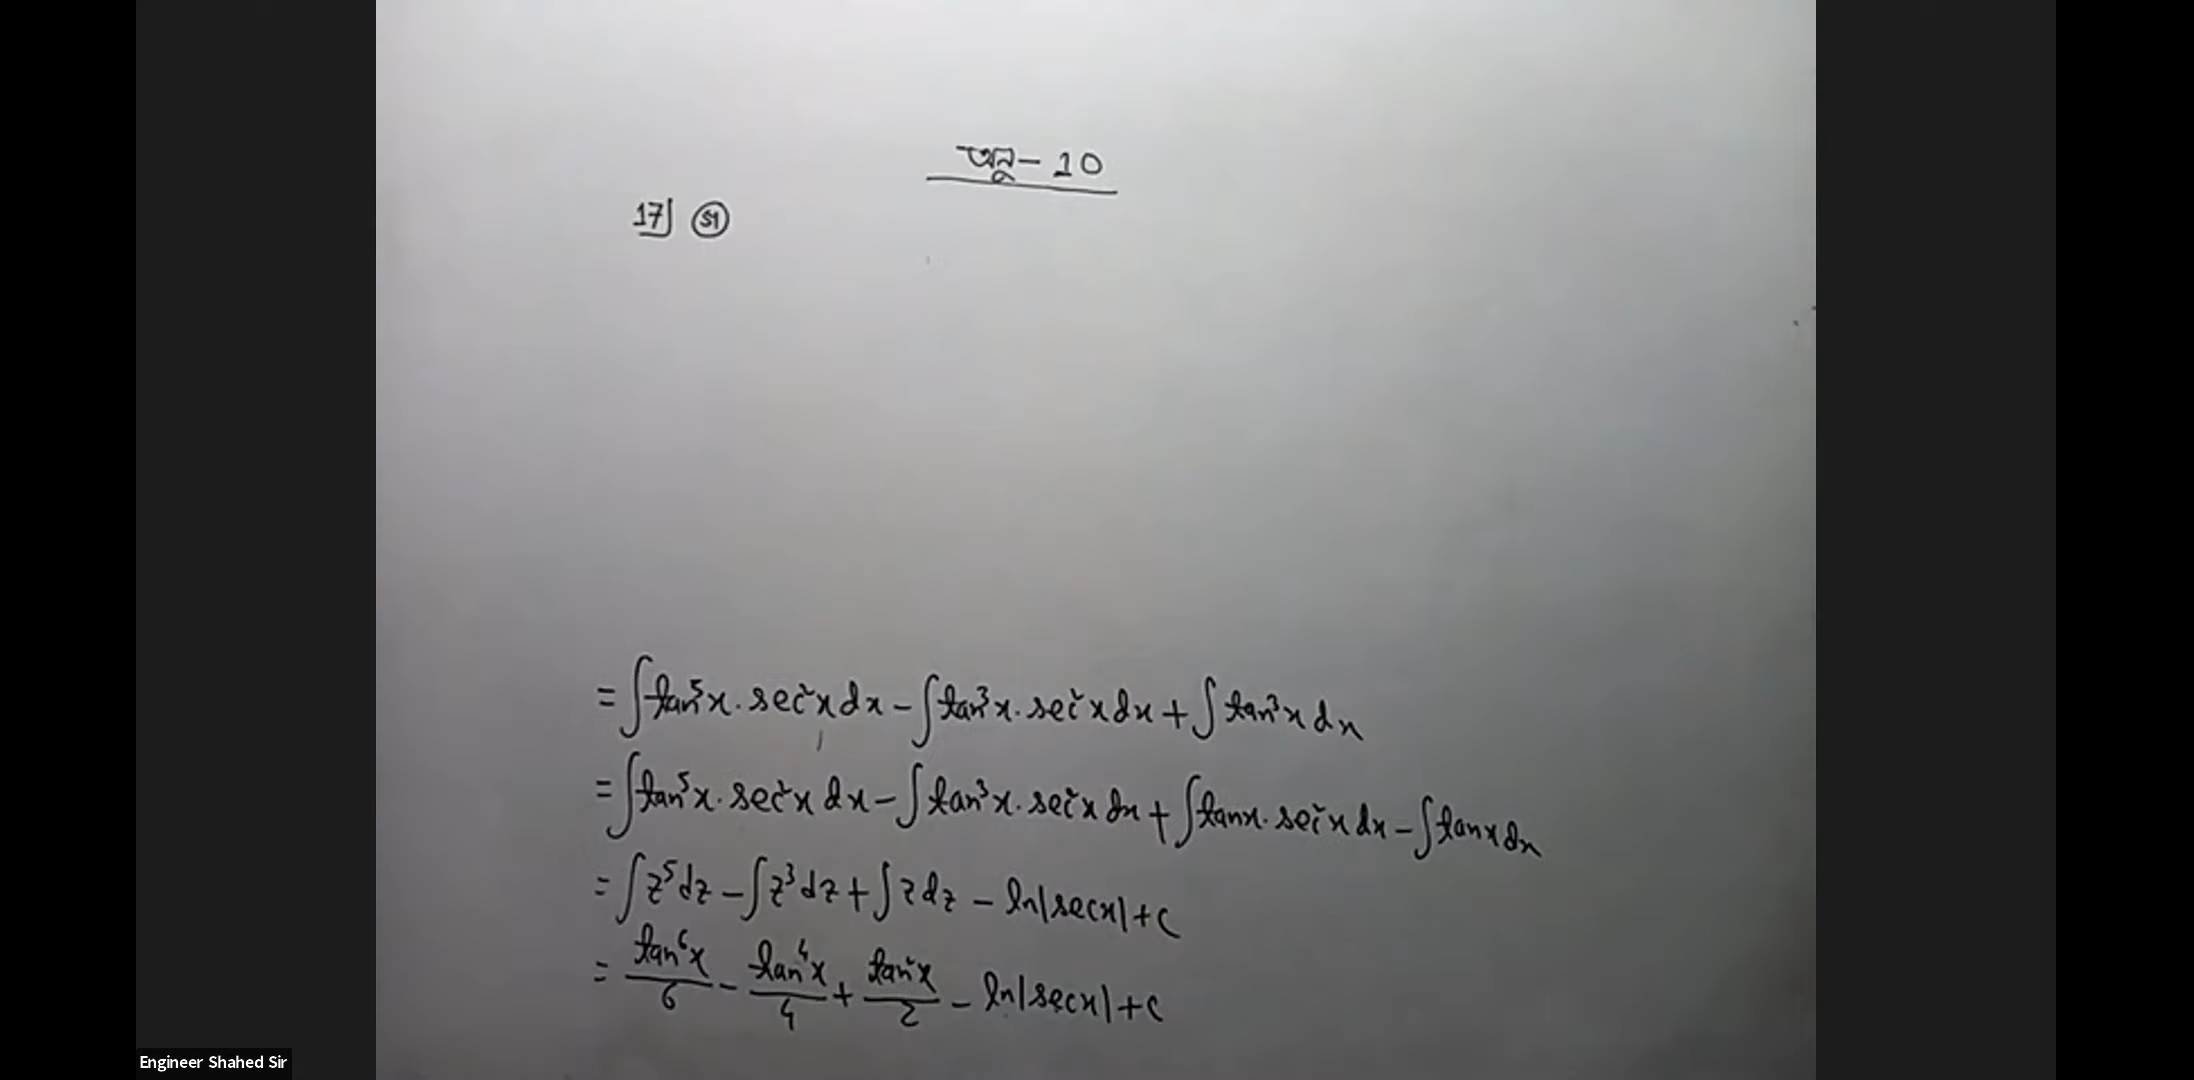 অনু - 10
17] গ
= ∫tan⁵x. sec²x dx - ∫tan³x. sec²x dx + ∫tan³x dx
= ∫tan⁵x. sec²x dx - ∫tan³x. sec²x dx + ∫tanx. sec²x dx - ∫tanx dx
= ∫z⁵dz - ∫z³dz + ∫z dz - ln|secx| + c
= tan⁶x/6 - tan⁴x/4 + tan²x/2 - ln|secx| + c
Engineer Shahed Sir